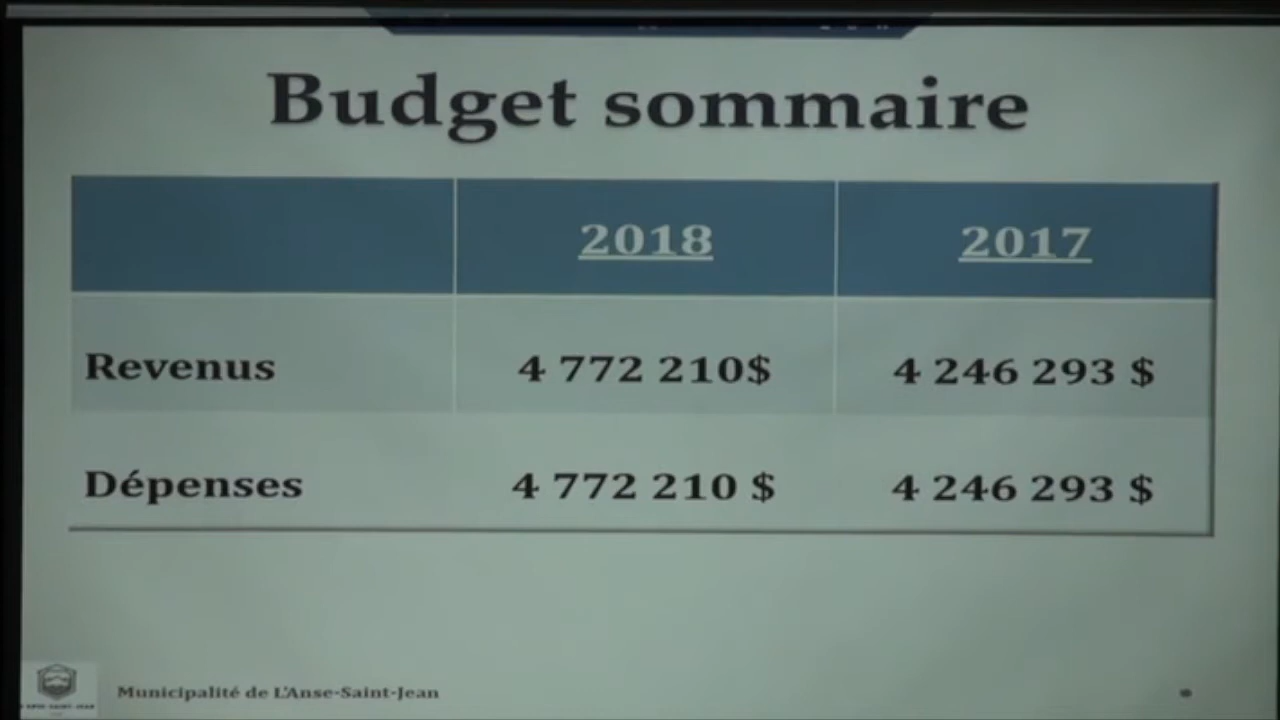 Budget sommaire
2018 2017
Revenus 4 772 210$ 4 246 293 $
Dépenses 4 772 210 $ 4 246 293 $
Municipalité de L'Anse-Saint-Jean